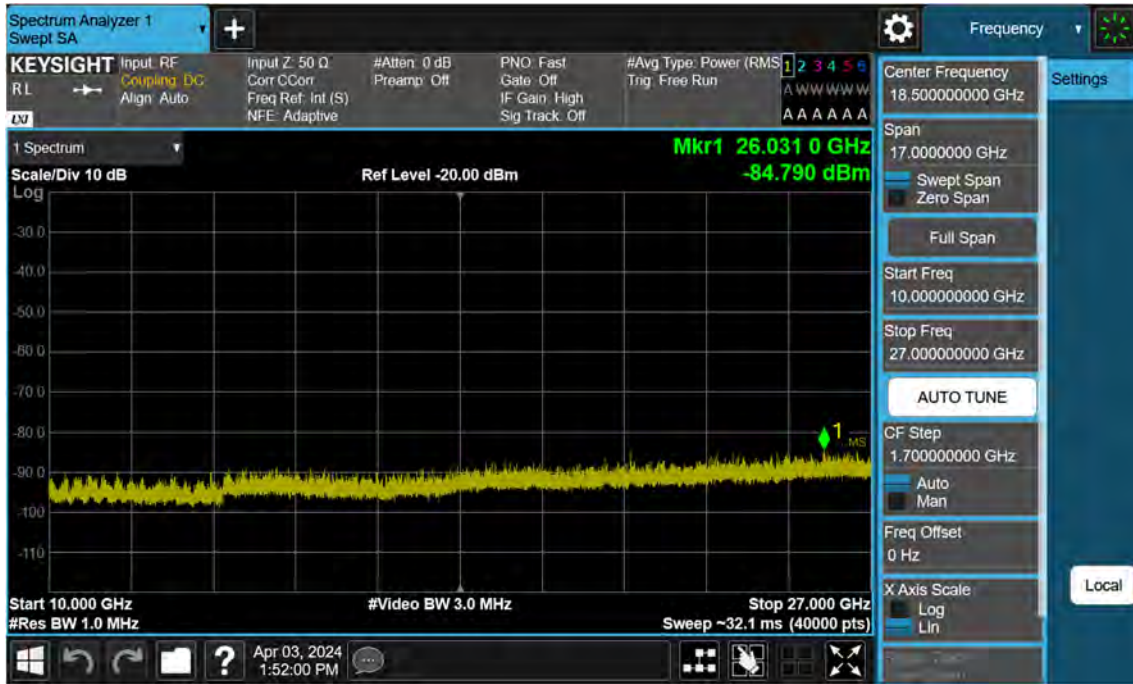 Spectrum Analyzer 1
Swept SA
+
Frequency
KEYSIGHT
RL
LXI
Input: RF
Coupling: DC
Align: Auto
Input Z: 50 Ω
Corr CCorr
Freq Ref: Int (S)
NFE: Adaptive
#Atten: 0 dB
Preamp: Off
PNO: Fast
Gate: Off
IF Gain: High
Sig Track: Off
#Avg Type: Power (RMS
Trig: Free Run
1 2 3 4 5 6
A W W W W W
A A A A A A
1 Spectrum
Scale/Div 10 dB
Ref Level -20.00 dBm
Mkr1 26.031 0 GHz
-84.790 dBm
Log
-30.0
-40.0
-50.0
-60.0
-70.0
-80.0
-90.0
-100
-110
1
MS
Start 10.000 GHz
#Res BW 1.0 MHz
#Video BW 3.0 MHz
Stop 27.000 GHz
Sweep ~32.1 ms (40000 pts)
Center Frequency
18.500000000 GHz
Span
17.0000000 GHz
Swept Span
Zero Span
Full Span
Start Freq
10.000000000 GHz
Stop Freq
27.000000000 GHz
AUTO TUNE
CF Step
1.700000000 GHz
Auto
Man
Freq Offset
0 Hz
X Axis Scale
Log
Lin
Settings
Local
?
Apr 03, 2024
1:52:00 PM